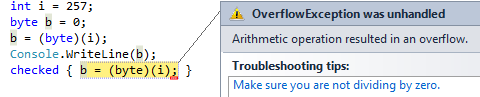 int i = 257;
byte b = 0;
b = (byte)(i);
Console.WriteLine(b);
checked { b = (byte)(i); }
OverflowException was unhandled
Arithmetic operation resulted in an overflow.
Troubleshooting tips:
Make sure you are not dividing by zero.